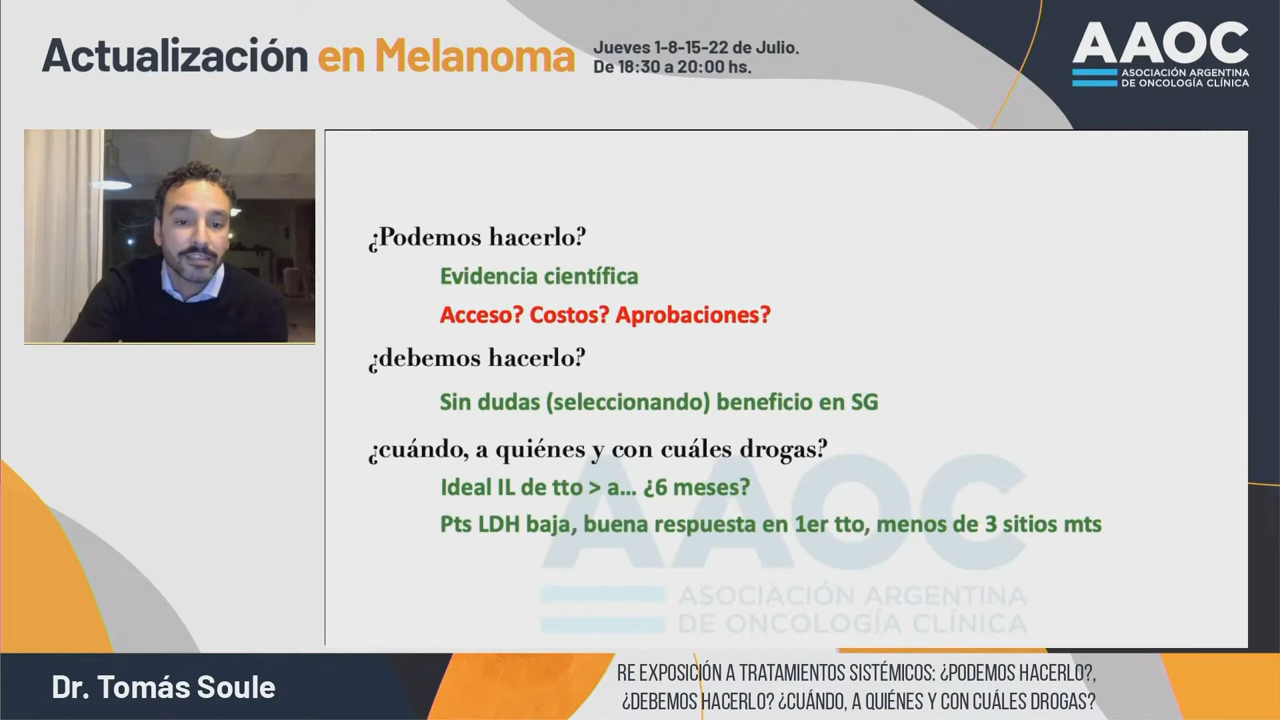 Actualización en Melanoma
Jueves 1-8-15-22 de Julio.
De 18:30 a 20:00 hs.
AAOC
ASOCIACIÓN ARGENTINA
DE ONCOLOGÍA CLÍNICA
¿Podemos hacerlo?
Evidencia científica
Acceso? Costos? Aprobaciones?
¿debemos hacerlo?
Sin dudas (seleccionando) beneficio en SG
¿cuándo, a quiénes y con cuáles drogas?
Ideal IL de tto > a... ¿6 meses?
Pts LDH baja, buena respuesta en 1er tto, menos de 3 sitios mts
AAOC
ASOCIACIÓN ARGENTINA
DE ONCOLOGÍA CLÍNICA
Dr. Tomás Soule
RE EXPOSICIÓN A TRATAMIENTOS SISTÉMICOS: ¿PODEMOS HACERLO?,
¿DEBEMOS HACERLO? ¿CUÁNDO, A QUIÉNES Y CON CUÁLES DROGAS?